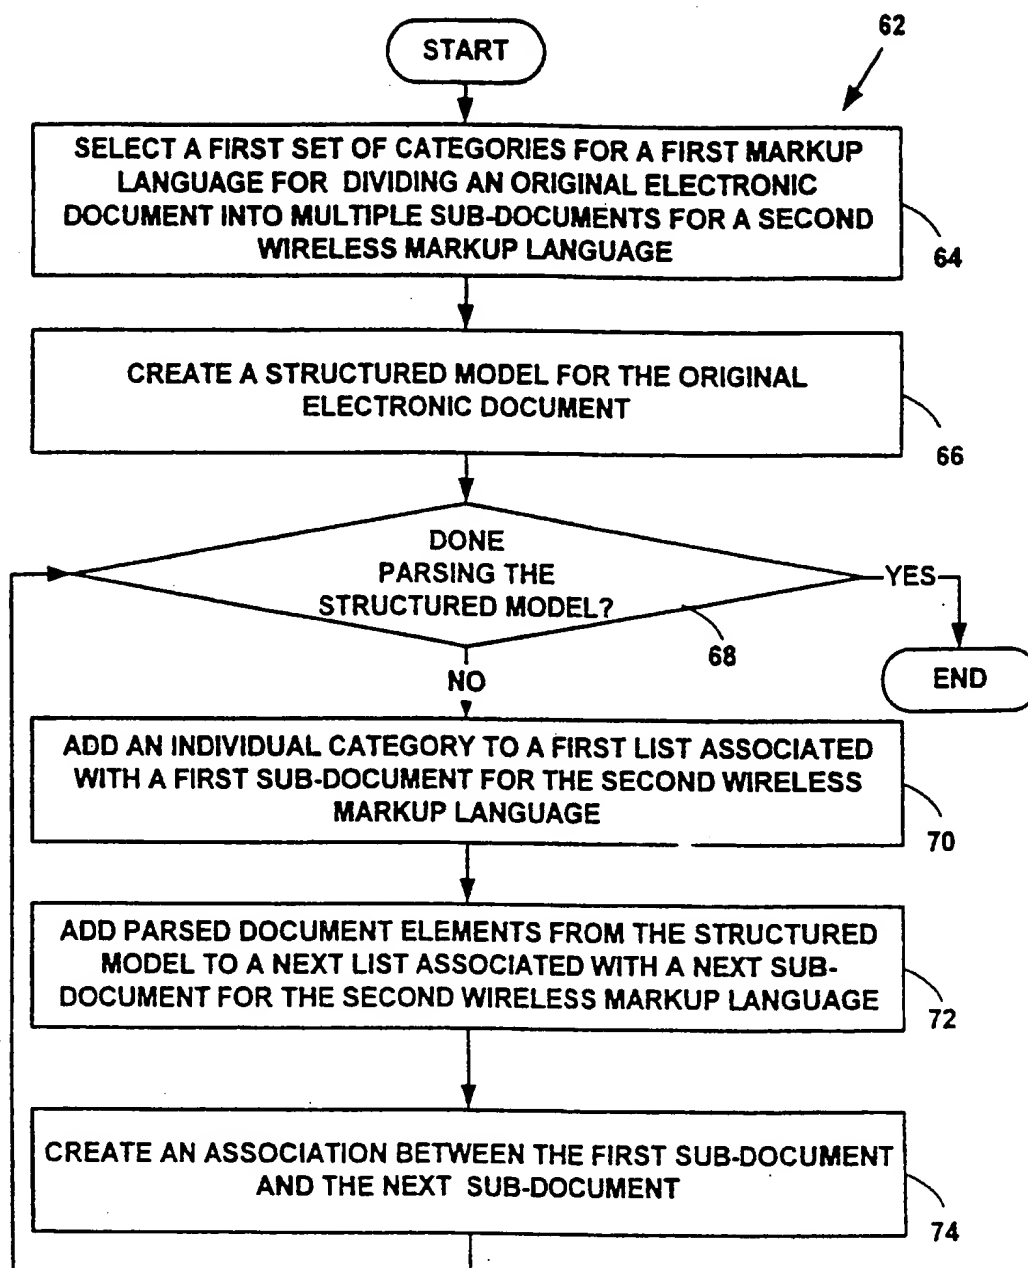 62
START
SELECT A FIRST SET OF CATEGORIES FOR A FIRST MARKUP
LANGUAGE FOR DIVIDING AN ORIGINAL ELECTRONIC
DOCUMENT INTO MULTIPLE SUB-DOCUMENTS FOR A SECOND
WIRELESS MARKUP LANGUAGE
64
CREATE A STRUCTURED MODEL FOR THE ORIGINAL
ELECTRONIC DOCUMENT
66
DONE
PARSING THE
STRUCTURED MODEL?
YES
68
NO
END
ADD AN INDIVIDUAL CATEGORY TO A FIRST LIST ASSOCIATED
WITH A FIRST SUB-DOCUMENT FOR THE SECOND WIRELESS
MARKUP LANGUAGE
70
ADD PARSED DOCUMENT ELEMENTS FROM THE STRUCTURED
MODEL TO A NEXT LIST ASSOCIATED WITH A NEXT SUB-
DOCUMENT FOR THE SECOND WIRELESS MARKUP LANGUAGE
72
CREATE AN ASSOCIATION BETWEEN THE FIRST SUB-DOCUMENT
AND THE NEXT SUB-DOCUMENT
74